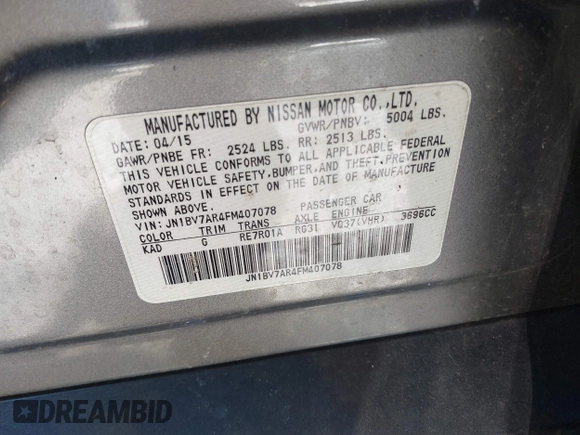 MANUFACTURED BY NISSAN MOTOR CO.,LTD.
DATE: 04/15 GVWR/PNBV: 5004 LBS.
GAWR/PNBE FR: 2524 LBS. RR: 2513 LBS.
THIS VEHICLE CONFORMS TO ALL APPLICABLE FEDERAL
MOTOR VEHICLE SAFETY,BUMPER,AND THEFT,PREVENTION
STANDARDS IN EFFECT ON THE DATE OF MANUFACTURE
SHOWN ABOVE.
VIN: JN1BV7AR4FM407078 PASSENGER CAR
COLOR TRIM TRANS AXLE ENGINE
KAD G RE7R01A RG31 VQ37(VHR) 3696CC
JN1BV7AR4FM407078
DREAMBID